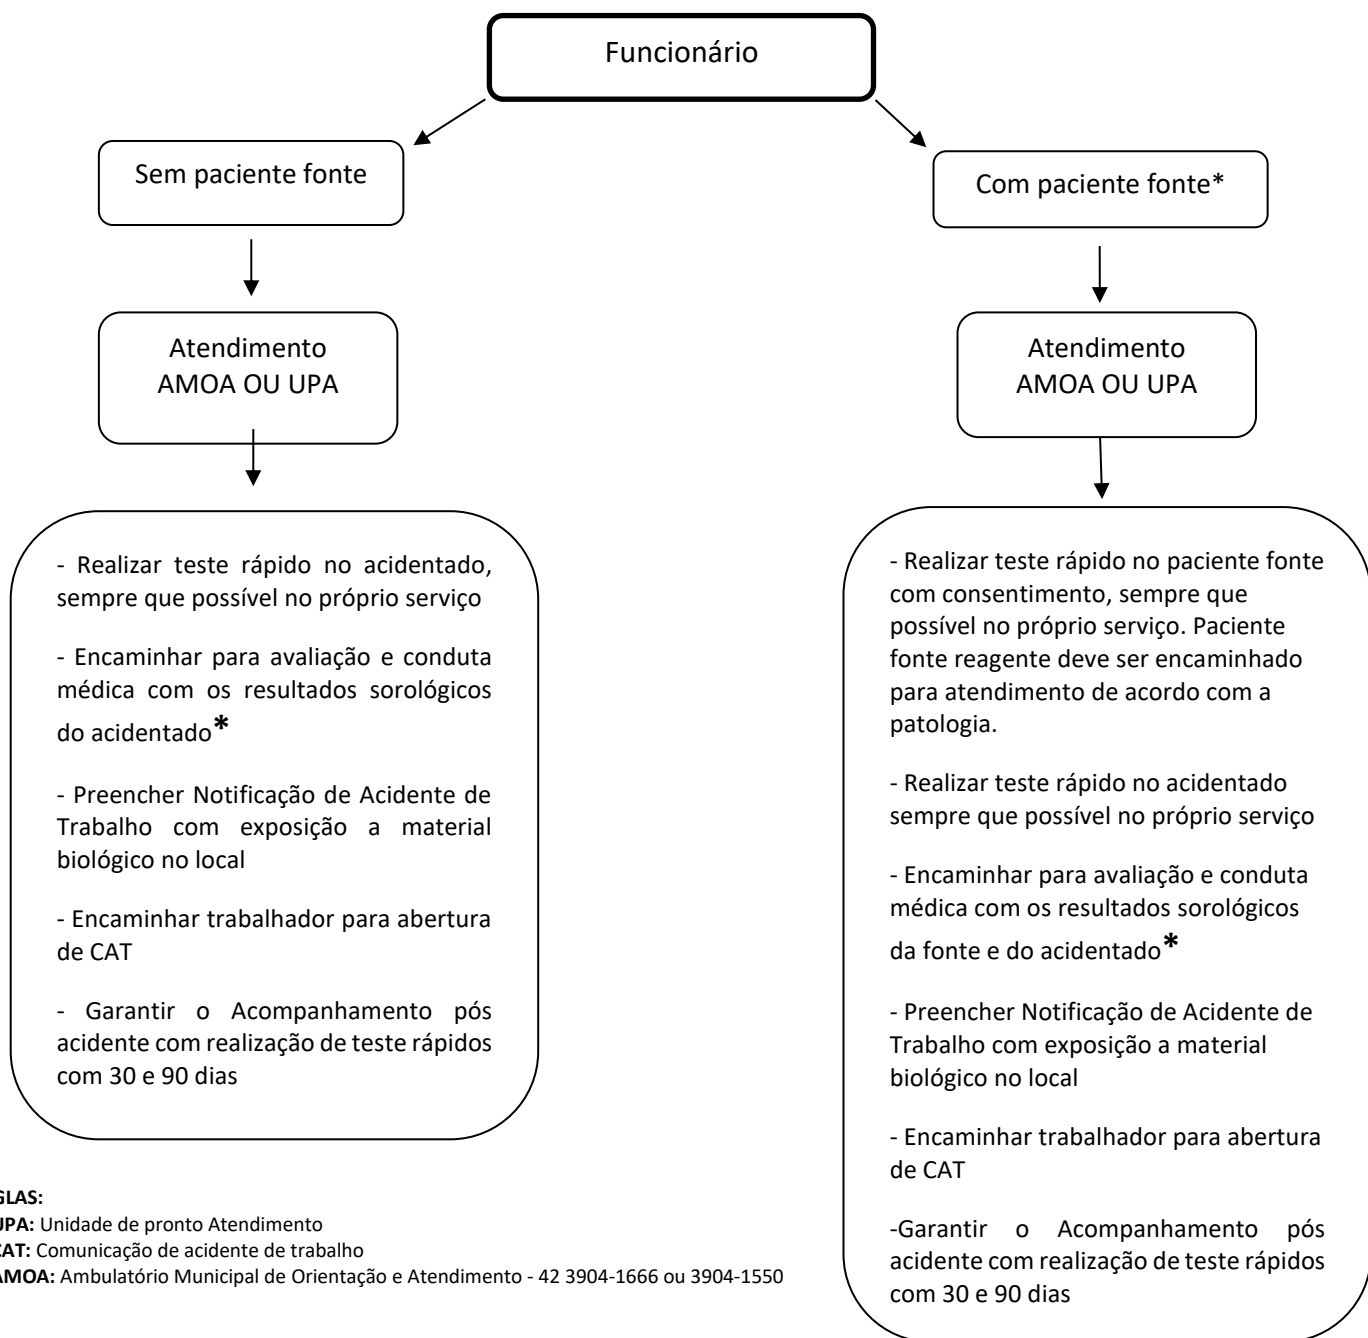 Funcionário
Sem paciente fonte
Atendimento
AMOA OU UPA
- Realizar teste rápido no acidentado,
sempre que possível no próprio serviço
- Encaminhar para avaliação e conduta
médica com os resultados sorológicos
do acidentado*
- Preencher Notificação de Acidente de
Trabalho com exposição a material
biológico no local
- Encaminhar trabalhador para abertura
de CAT
- Garantir o Acompanhamento pós
acidente com realização de teste rápidos
com 30 e 90 dias
Com paciente fonte*
Atendimento
AMOA OU UPA
- Realizar teste rápido no paciente fonte
com consentimento, sempre que
possível no próprio serviço. Paciente
fonte reagente deve ser encaminhado
para atendimento de acordo com a
patologia.
- Realizar teste rápido no acidentado
sempre que possível no próprio serviço
- Encaminhar para avaliação e conduta
médica com os resultados sorológicos
da fonte e do acidentado*
- Preencher Notificação de Acidente de
Trabalho com exposição a material
biológico no local
- Encaminhar trabalhador para abertura
de CAT
-Garantir o Acompanhamento pós
acidente com realização de teste rápidos
com 30 e 90 dias
GLAS:
UPA: Unidade de pronto Atendimento
CAT: Comunicação de acidente de trabalho
AMOA: Ambulatório Municipal de Orientação e Atendimento - 42 3904-1666 ou 3904-1550